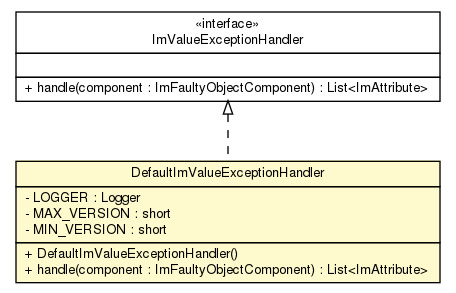 «interface»
ImValueExceptionHandler
+ handle(component : ImFaultyObjectComponent) : List<ImAttribute>
DefaultImValueExceptionHandler
- LOGGER : Logger
- MAX_VERSION : short
- MIN_VERSION : short
+ DefaultImValueExceptionHandler()
+ handle(component : ImFaultyObjectComponent) : List<ImAttribute>